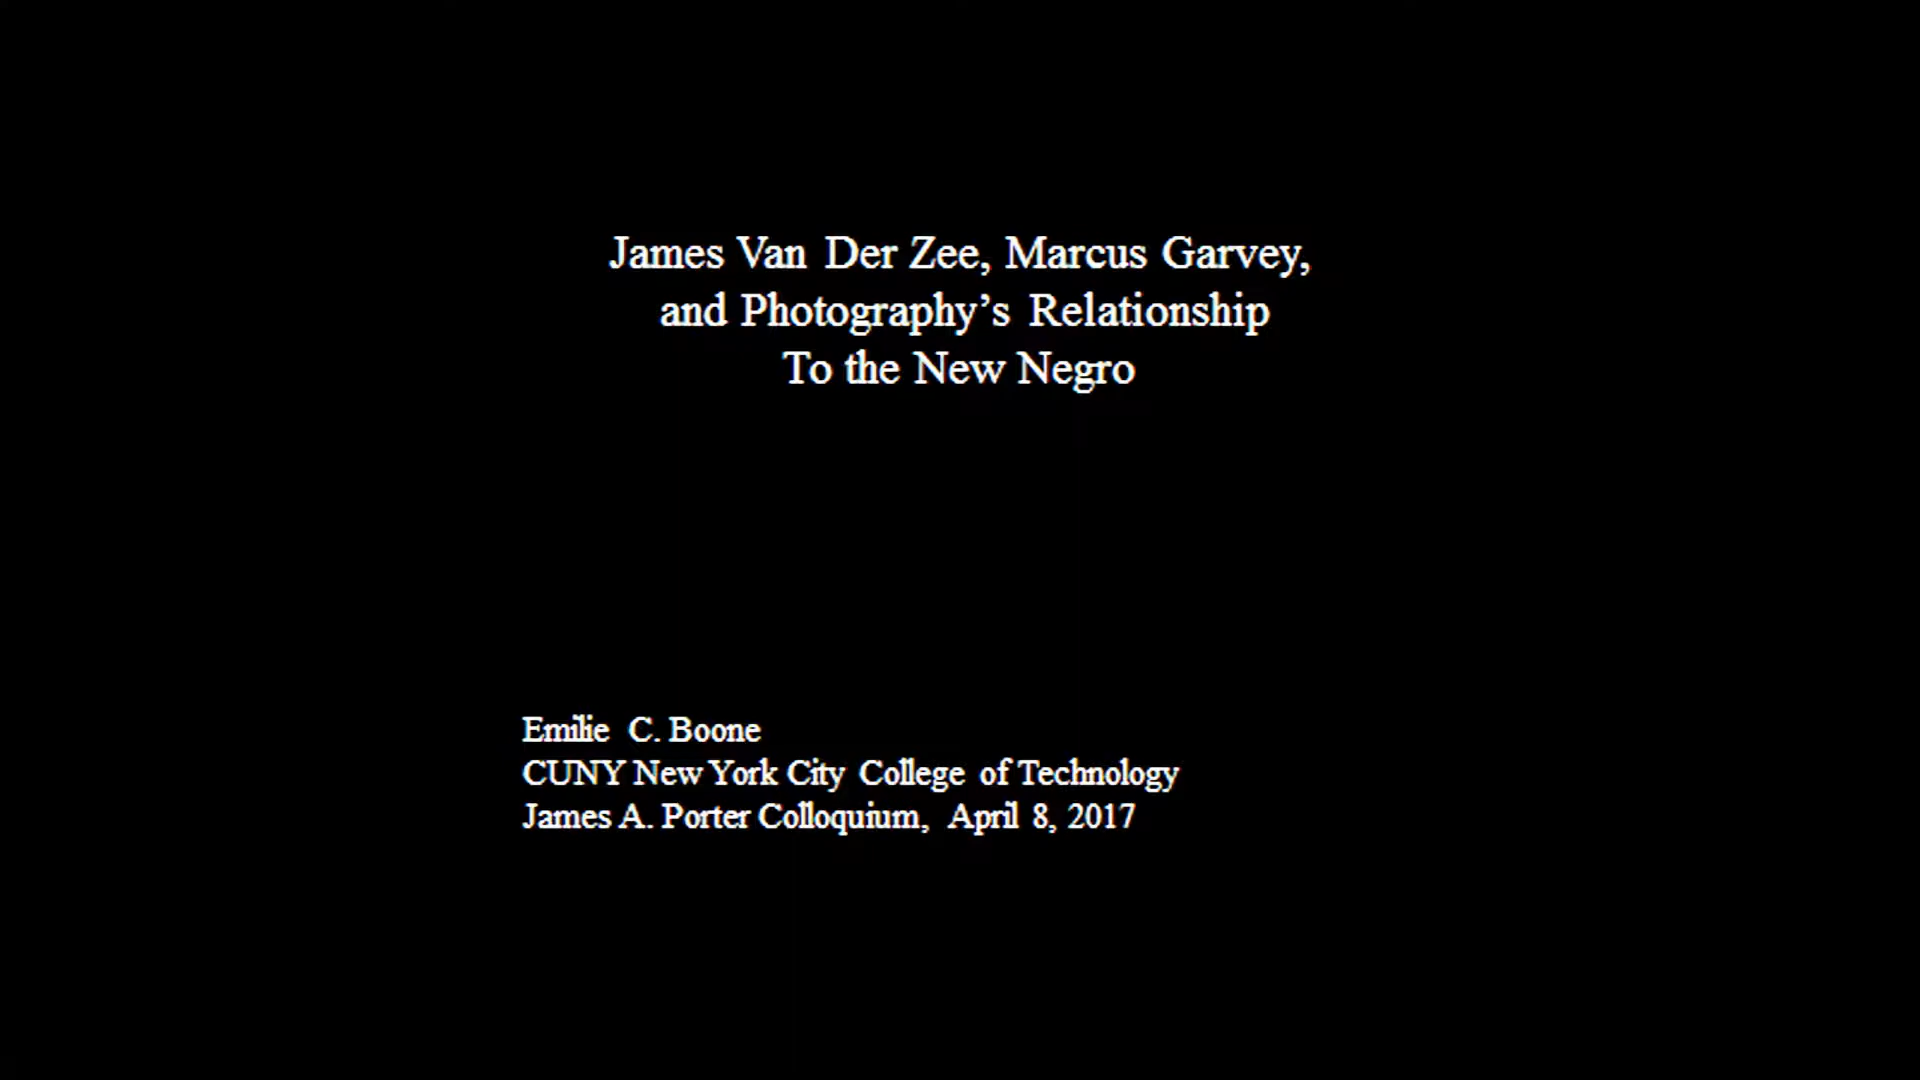 James Van Der Zee, Marcus Garvey,
and Photography’s Relationship
To the New Negro
Emilie C. Boone
CUNY New York City College of Technology
James A. Porter Colloquium, April 8, 2017